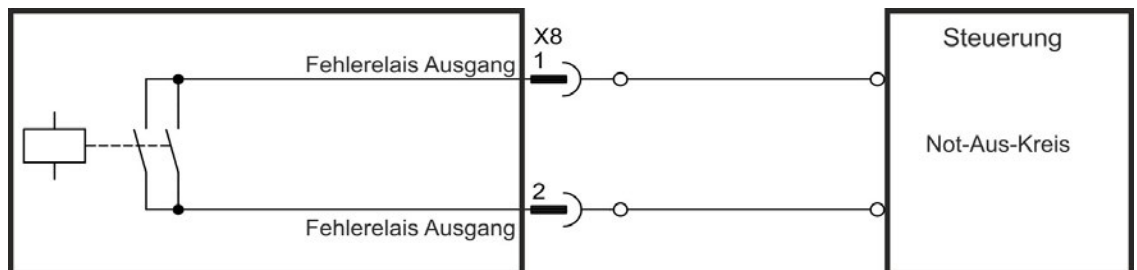 X8
Steuerung
Fehlerelais Ausgang
1
Not-Aus-Kreis
2
Fehlerelais Ausgang